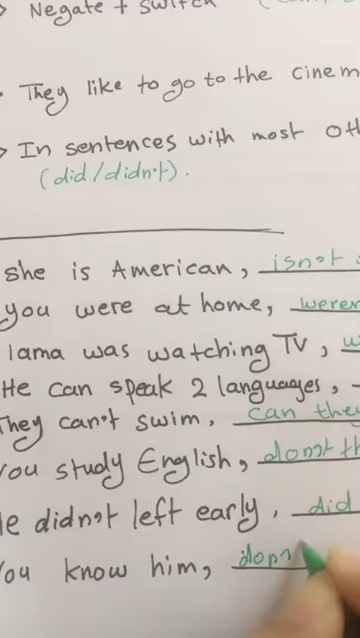 > Negate + switch
They like to go to the cinem
> In sentences with most oth
(did/didn't).
she is American, isn't
you were at home, weren
lama was watching TV, w
He can speak 2 languages,
They can't swim, can they
You study English, don't th
He didn't left early, did
You know him, don'